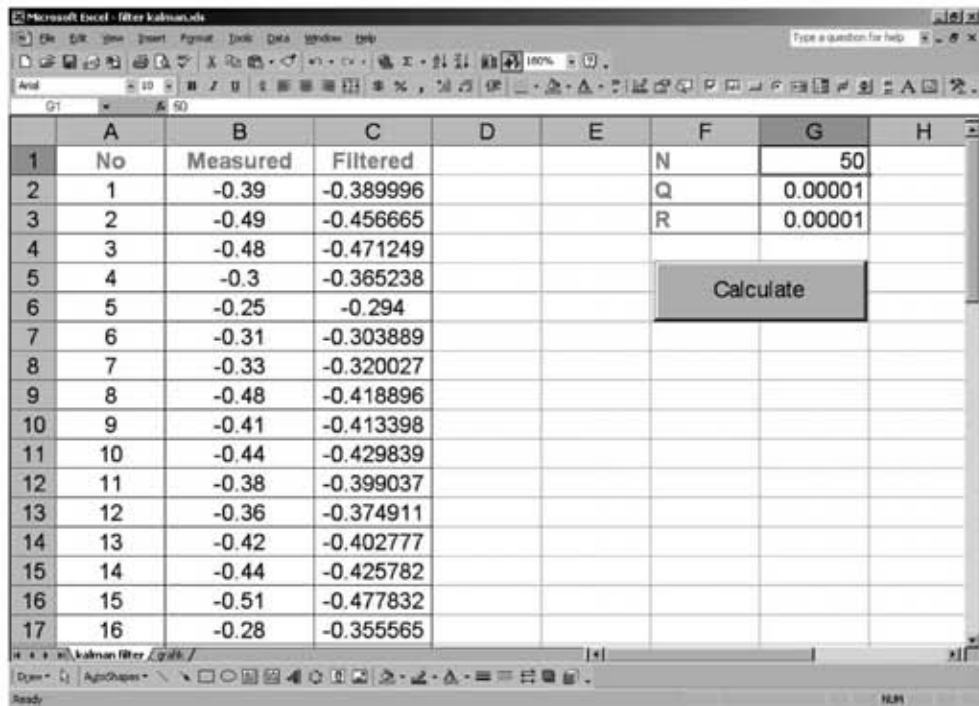 Microsoft Excel - filter kalman.xls
File Edit View Insert Format Tools Data Window Help Type a question for help
160%
Arial 10 B I U
G1 fx 50
A B C D E F G H
1 No Measured Filtered N 50
2 1 -0.39 -0.389996 Q 0.00001
3 2 -0.49 -0.456665 R 0.00001
4 3 -0.48 -0.471249
5 4 -0.3 -0.365238
6 5 -0.25 -0.294
Calculate
7 6 -0.31 -0.303889
8 7 -0.33 -0.320027
9 8 -0.48 -0.418896
10 9 -0.41 -0.413398
11 10 -0.44 -0.429839
12 11 -0.38 -0.399037
13 12 -0.36 -0.374911
14 13 -0.42 -0.402777
15 14 -0.44 -0.425782
16 15 -0.51 -0.477832
17 16 -0.28 -0.355565
kalman filter / grafik
Draw AutoShapes
Ready NUM